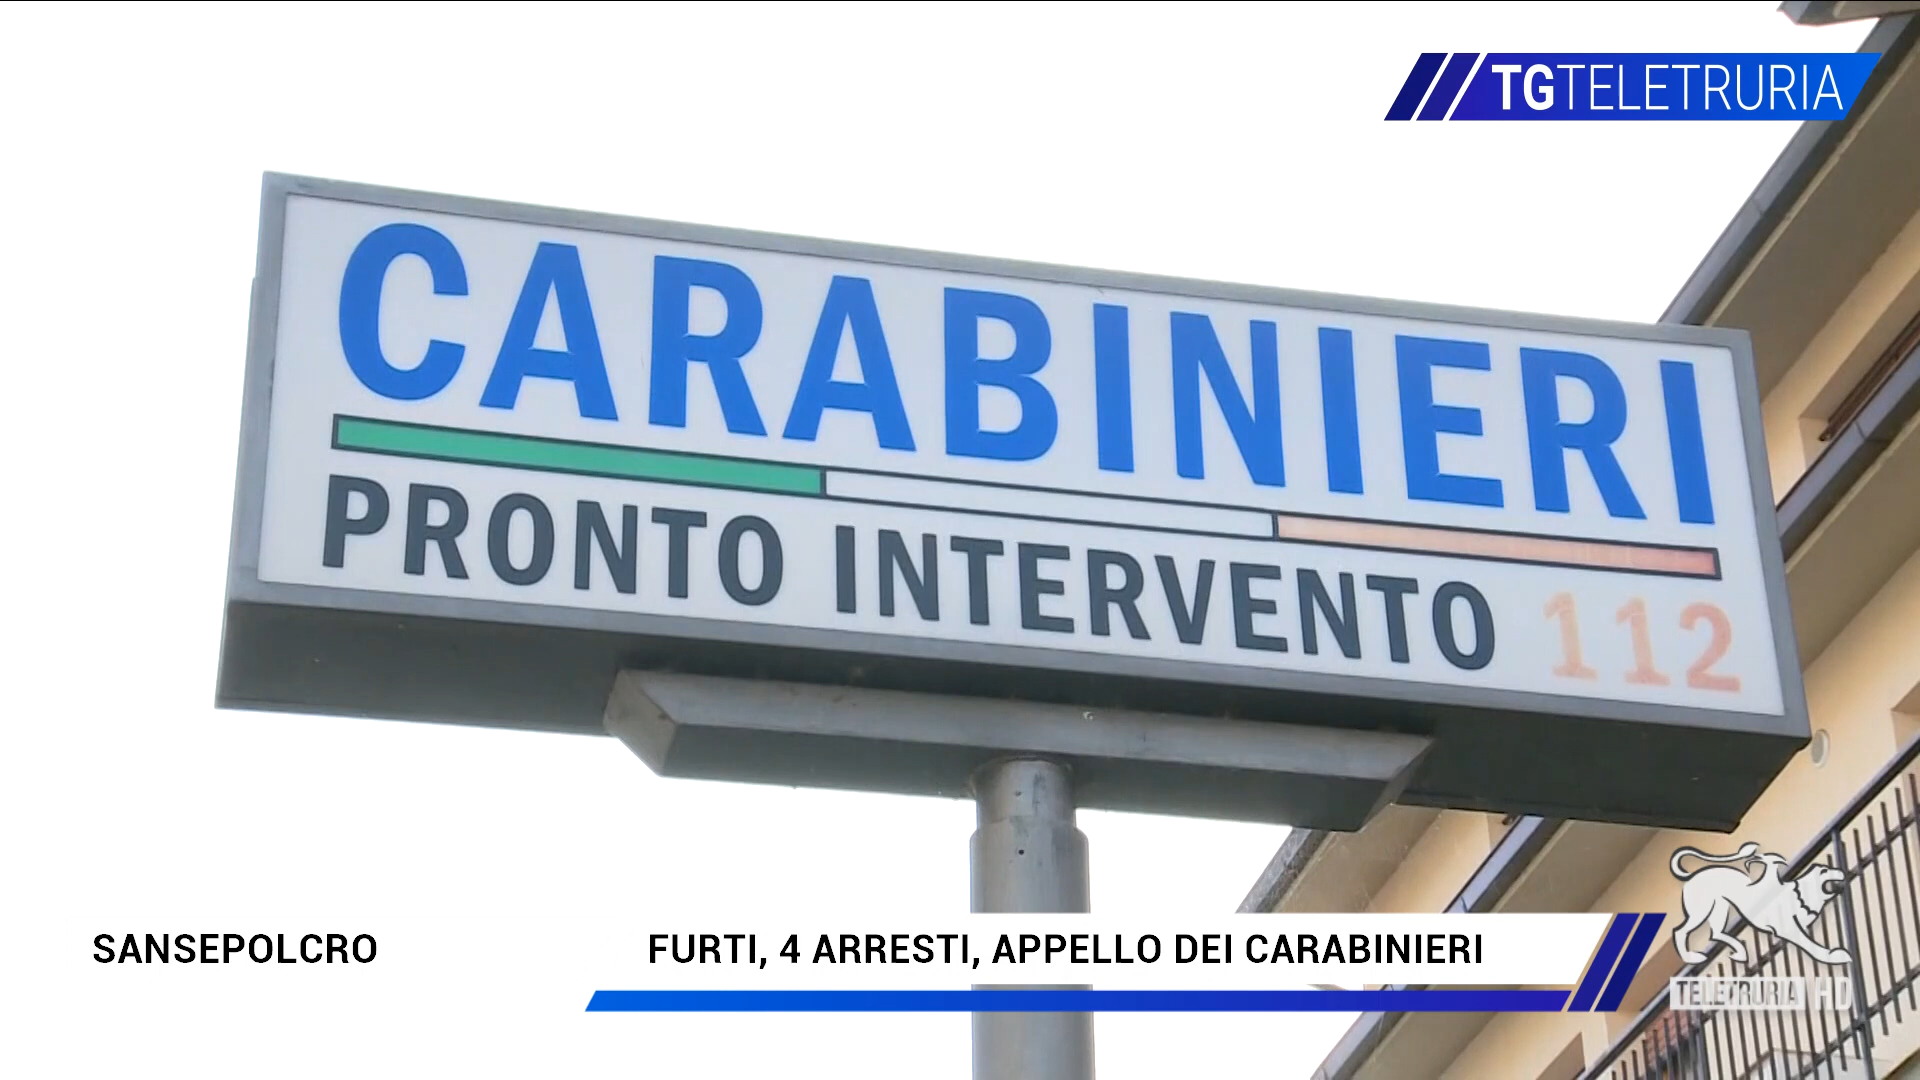 TGTELETRURIA
CARABINIERI
PRONTO INTERVENTO 112
SANSEPOLCRO
FURTI, 4 ARRESTI, APPELLO DEI CARABINIERI
TELETRURIA HD